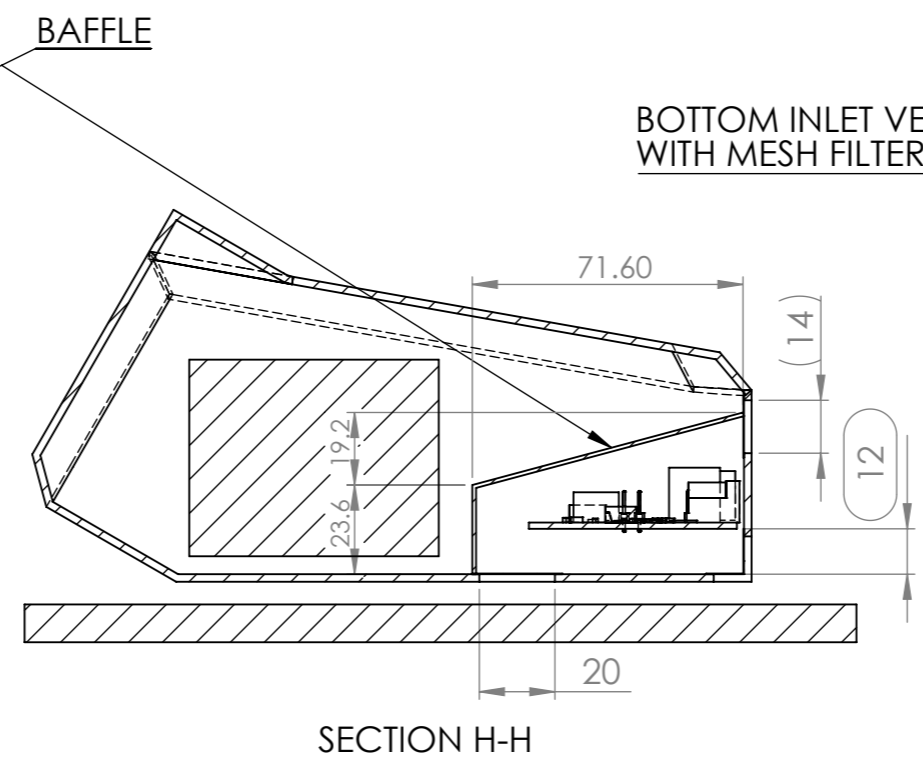 BAFFLE
BOTTOM INLET VE
WITH MESH FILTER
71.60
(14)
19.2
12
23.6
20
SECTION H-H